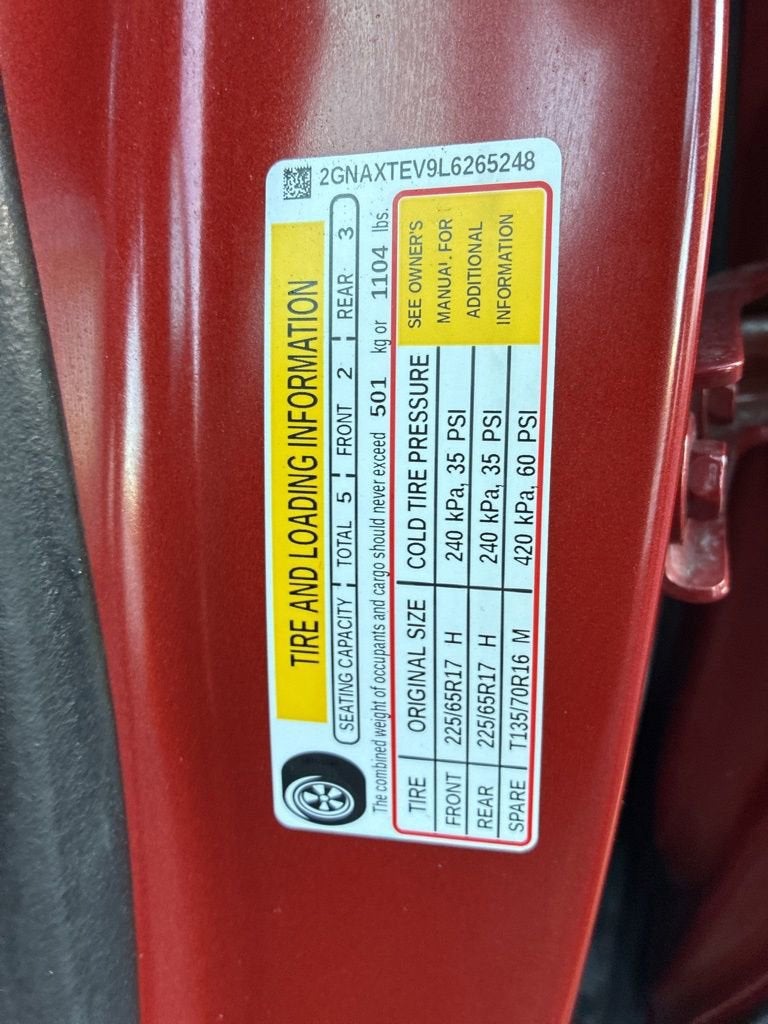 2GNAXTEV9L6265248
TIRE AND LOADING INFORMATION
SEATING CAPACITY TOTAL 5 FRONT 2 REAR 3
The combined weight of occupants and cargo should never exceed 501 kg or 1104 lbs.
TIRE ORIGINAL SIZE COLD TIRE PRESSURE SEE OWNER'S
FRONT 225/65R17 H 240 kPa, 35 PSI MANUAL FOR
REAR 225/65R17 H 240 kPa, 35 PSI ADDITIONAL
SPARE T135/70R16 M 420 kPa, 60 PSI INFORMATION